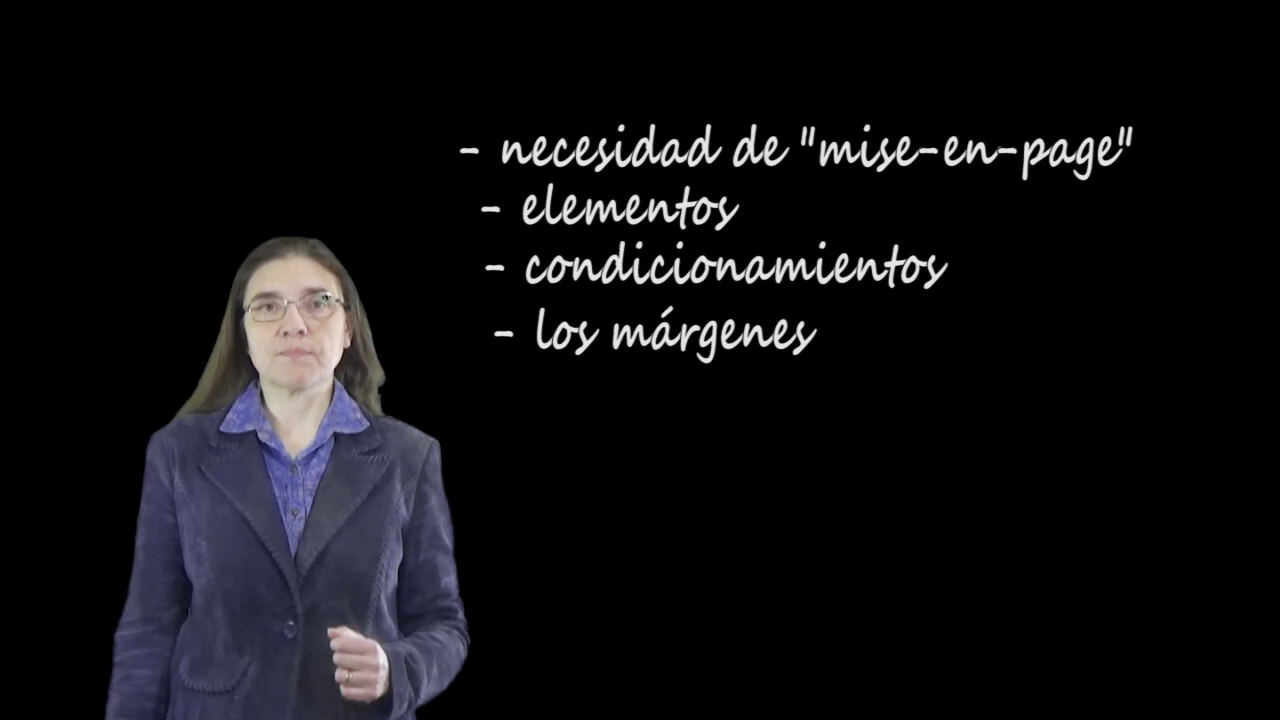 - necesidad de "mise-en-page"
- elementos
- condicionamientos
- los márgenes